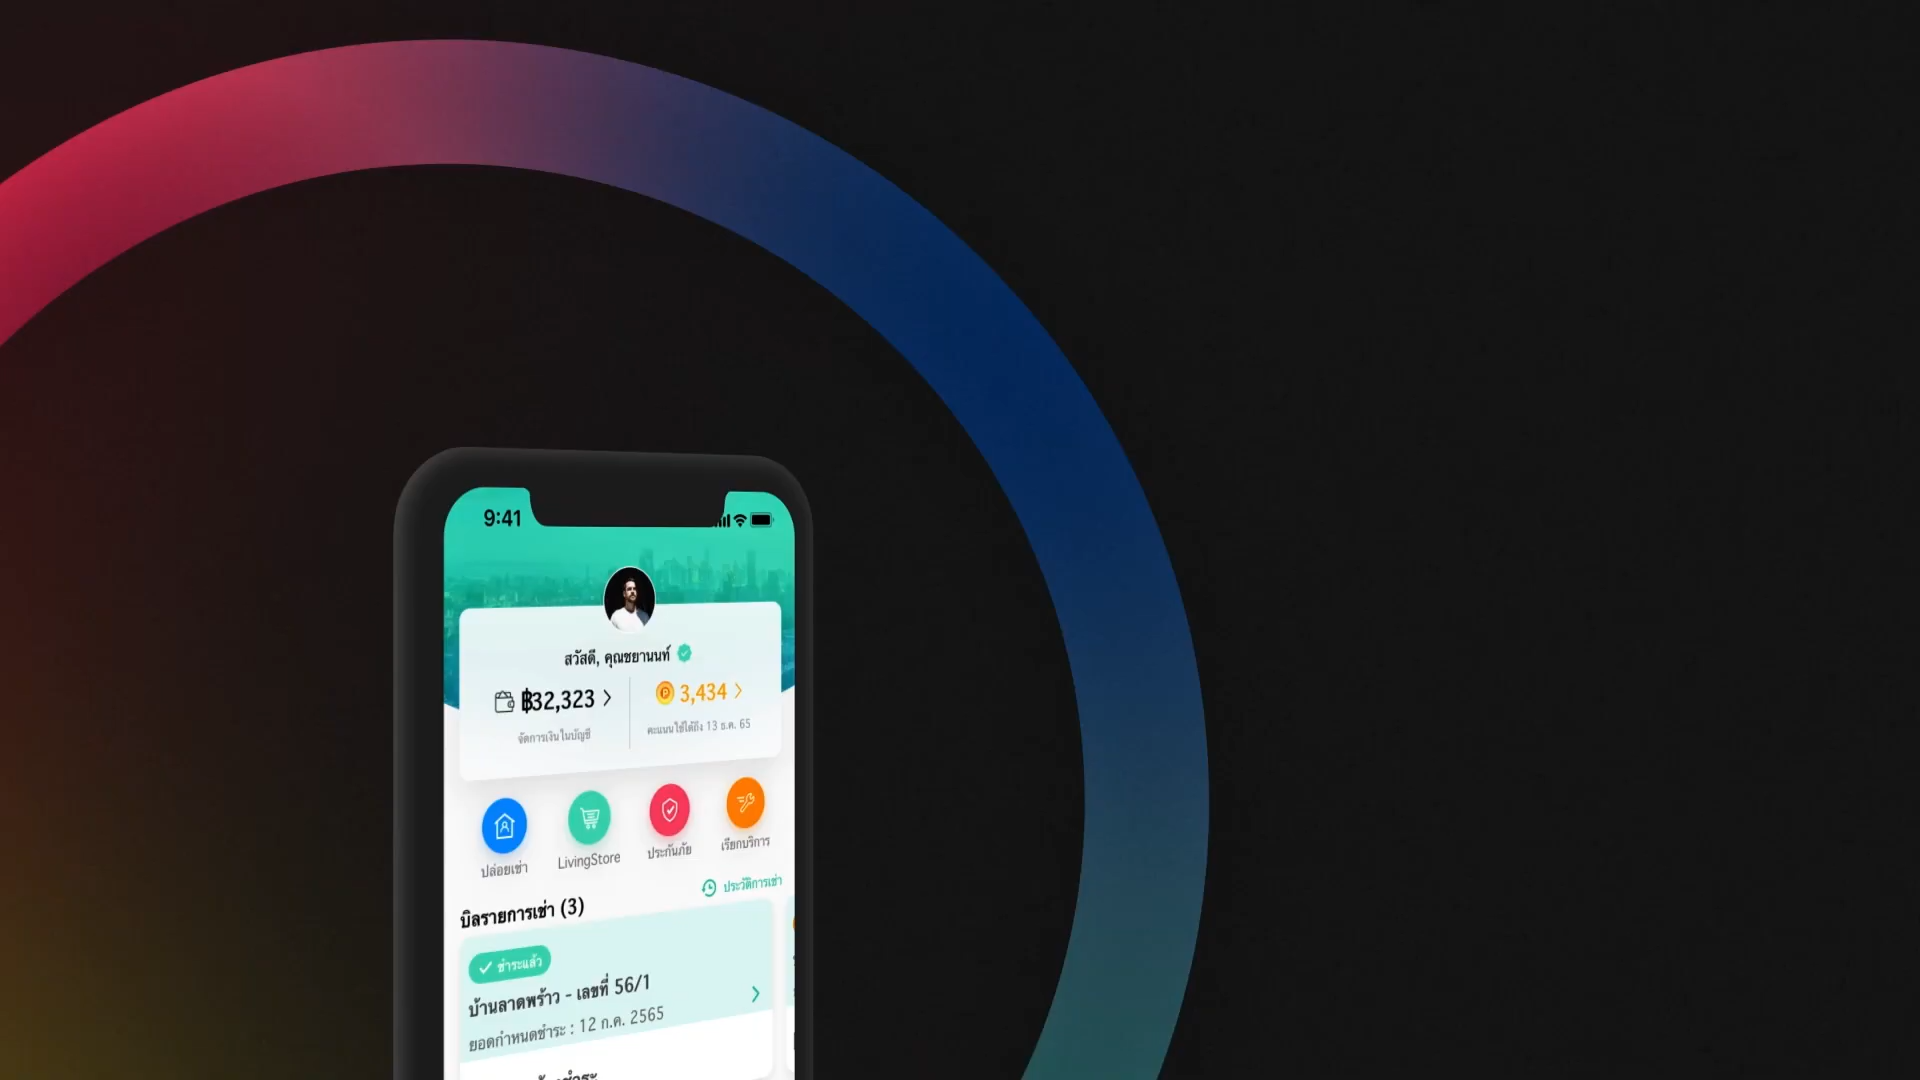 9:41
สวัสดี, คุณชยานนท์
฿32,323
3,434
จัดการเงินในบัญชี
คะแนนใช้ได้ถึง 13 ธ.ค. 65
ปล่อยเช่า
LivingStore
ประกันภัย
เรียกบริการ
ประวัติการเช่า
บิลรายการเช่า (3)
ชำระแล้ว
บ้านลาดพร้าว - เลขที่ 56/1
ยอดกำหนดชำระ : 12 ก.ค. 2565